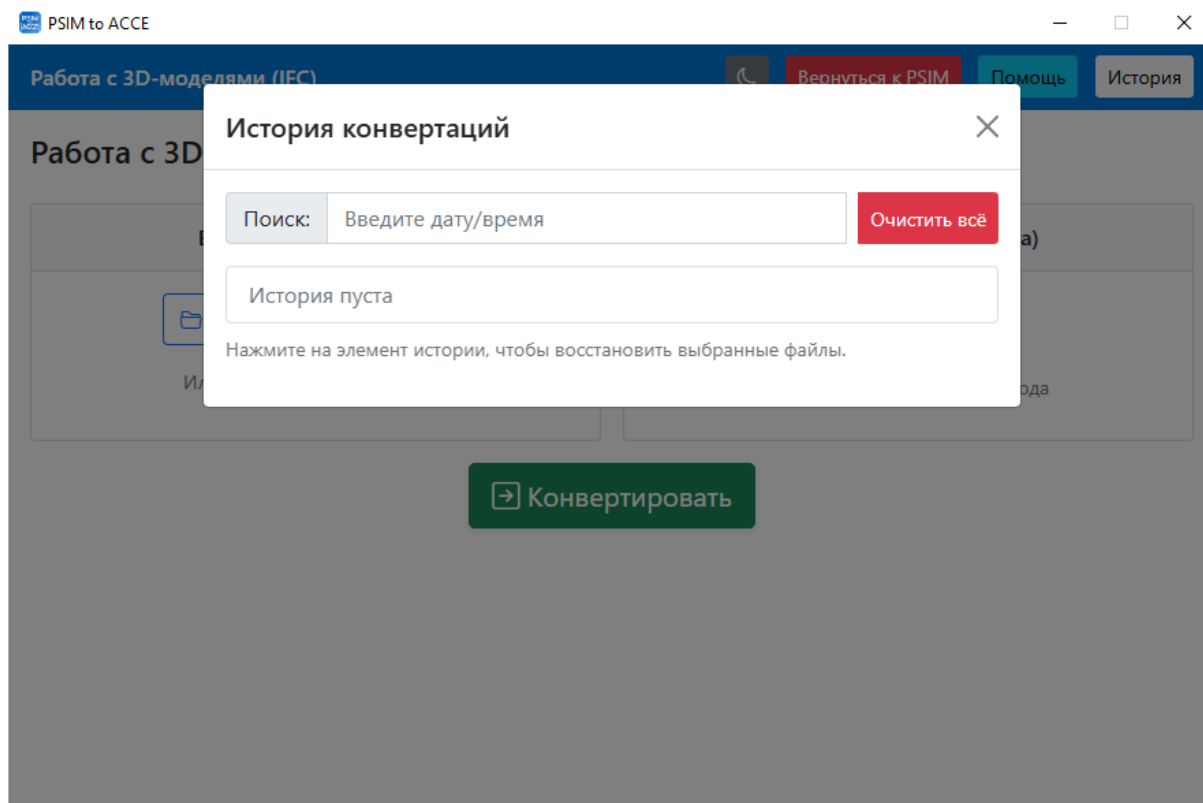 PSIM to ACCE
Работа с 3D-моделями (IFC)
Вернуться к PSIM
Помощь
История
Работа с 3D
История конвертаций
Поиск:
Введите дату/время
Очистить всё
История пуста
Нажмите на элемент истории, чтобы восстановить выбранные файлы.
Конвертировать